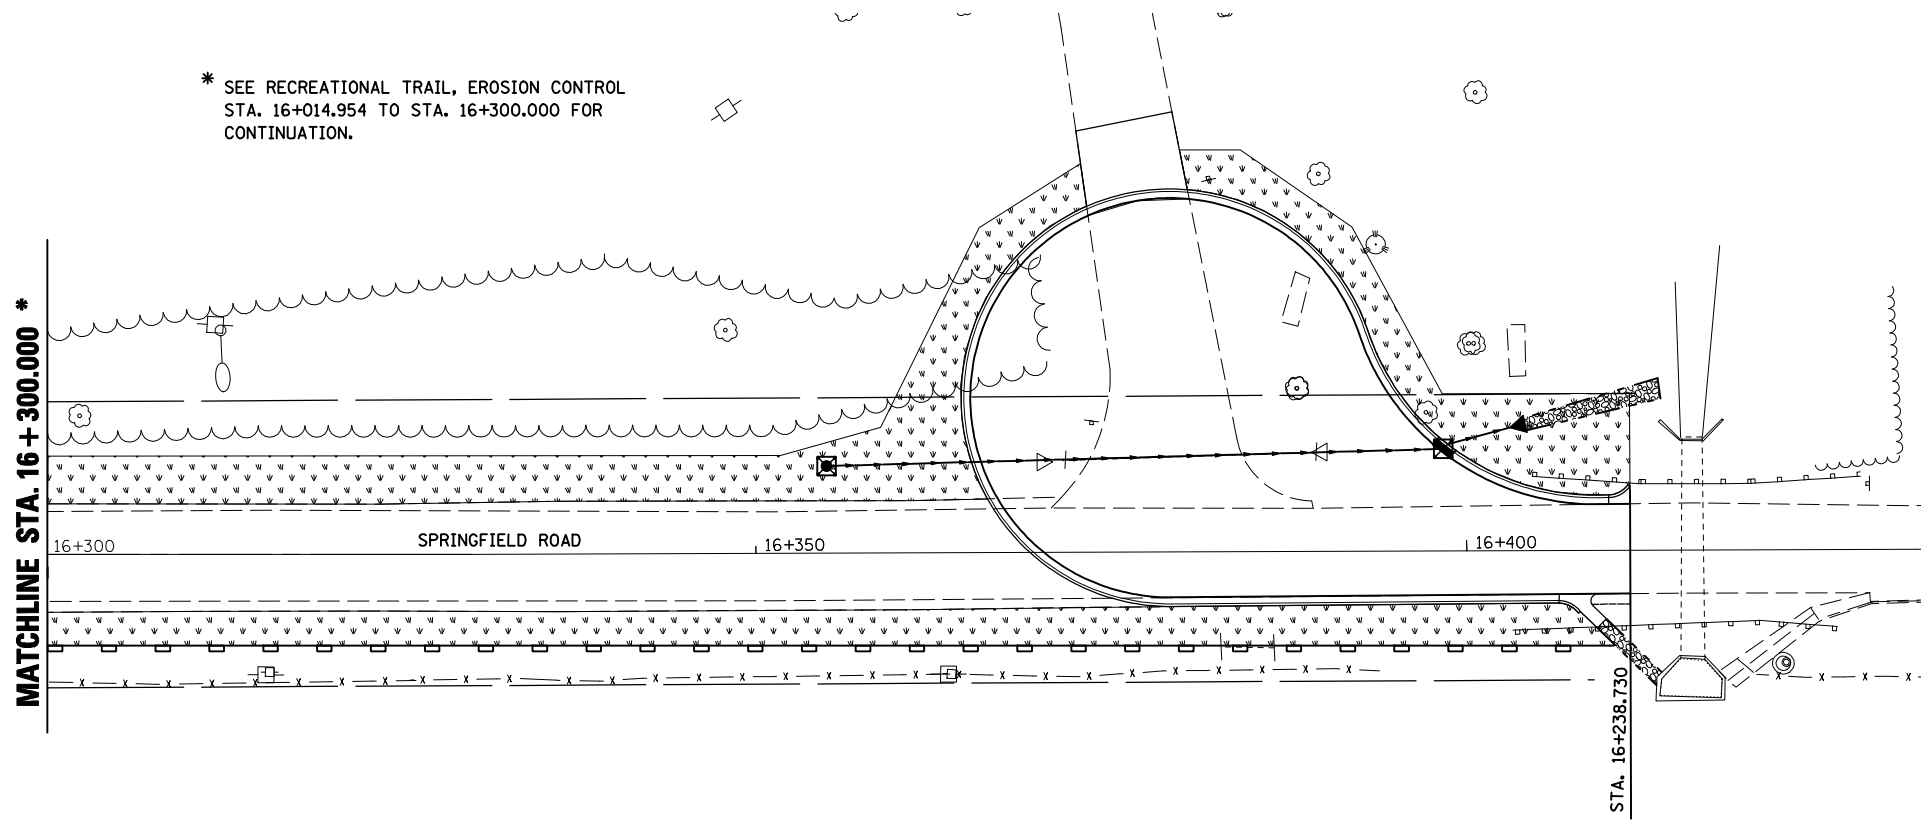 * SEE RECREATIONAL TRAIL, EROSION CONTROL
STA. 16+014.954 TO STA. 16+300.000 FOR
CONTINUATION.
MATCHLINE STA. 16+300.000 *
16+300
SPRINGFIELD ROAD
16+350
16+400
STA. 16+238.730